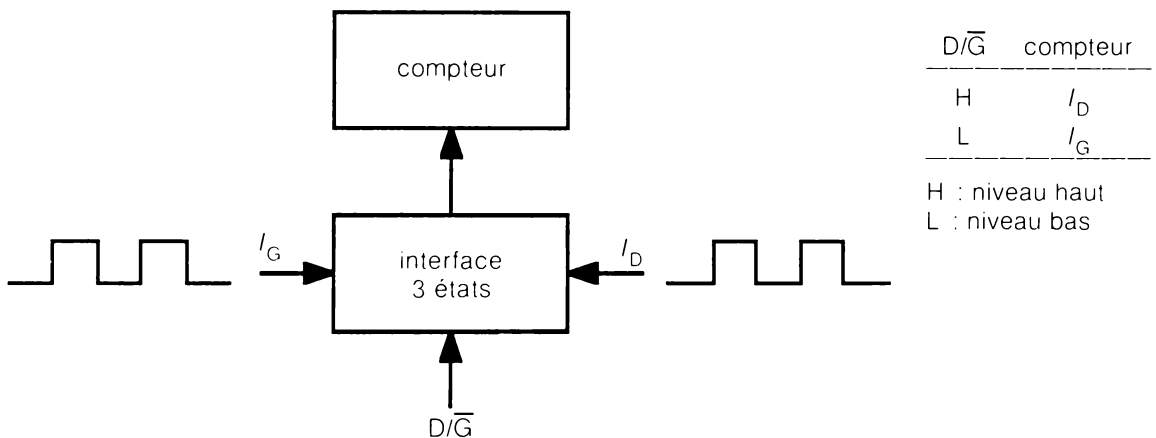 compteur
D/G̅ compteur
H I_D
L I_G
H : niveau haut
L : niveau bas
I_G
interface
3 états
I_D
D/G̅